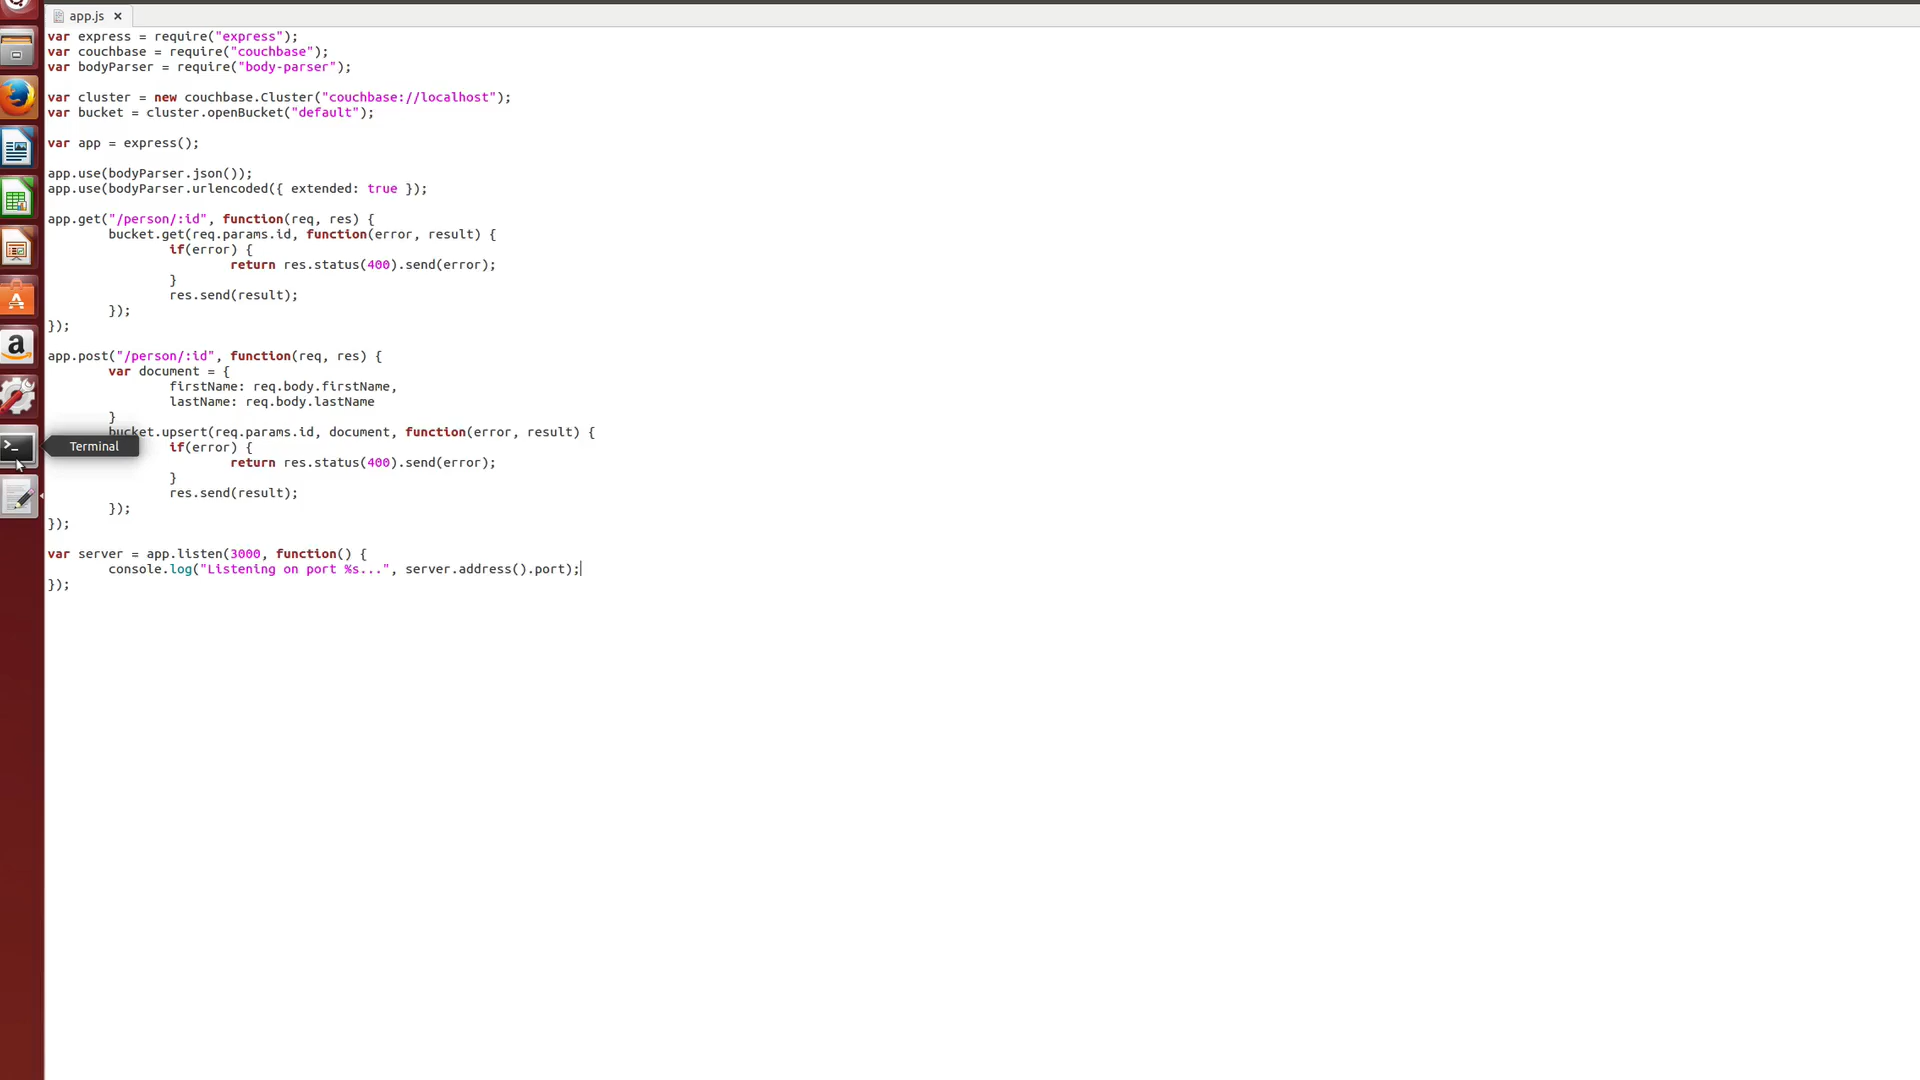 app.js
var express = require("express");
var couchbase = require("couchbase");
var bodyParser = require("body-parser");
var cluster = new couchbase.Cluster("couchbase://localhost");
var bucket = cluster.openBucket("default");
var app = express();
app.use(bodyParser.json());
app.use(bodyParser.urlencoded({ extended: true });
app.get("/person/:id", function(req, res) {
bucket.get(req.params.id, function(error, result) {
if(error) {
return res.status(400).send(error);
}
res.send(result);
});
});
app.post("/person/:id", function(req, res) {
var document = {
firstName: req.body.firstName,
lastName: req.body.lastName
}
bucket.upsert(req.params.id, document, function(error, result) {
Terminal
if(error) {
return res.status(400).send(error);
}
res.send(result);
});
});
var server = app.listen(3000, function() {
console.log("Listening on port %s...", server.address().port);
});